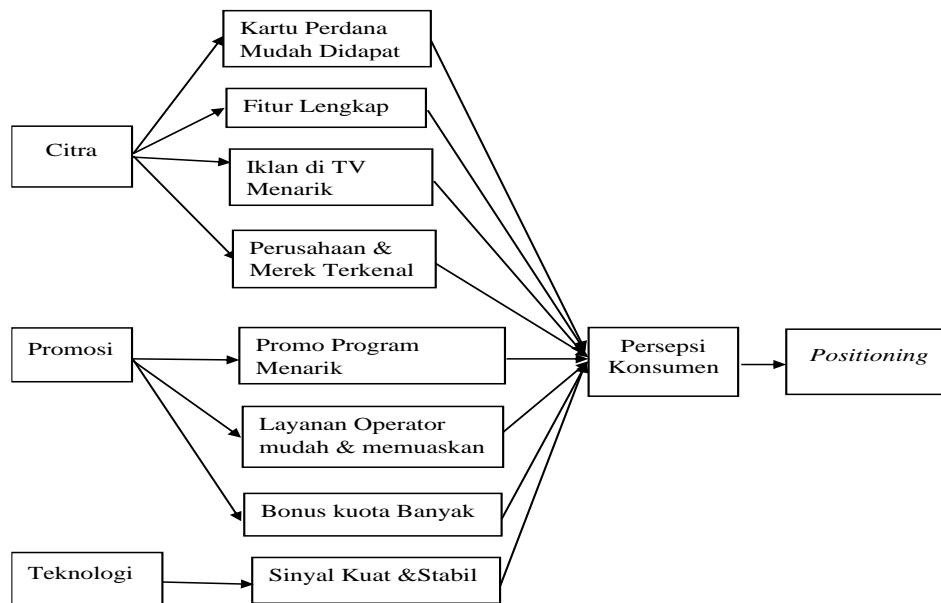 Kartu Perdana
Mudah Didapat
Fitur Lengkap
Citra
Iklan di TV
Menarik
Perusahaan &
Merek Terkenal
Promosi
Promo Program
Menarik
Persepsi
Konsumen
Positioning
Layanan Operator
mudah & memuaskan
Bonus kuota Banyak
Teknologi
Sinyal Kuat &Stabil